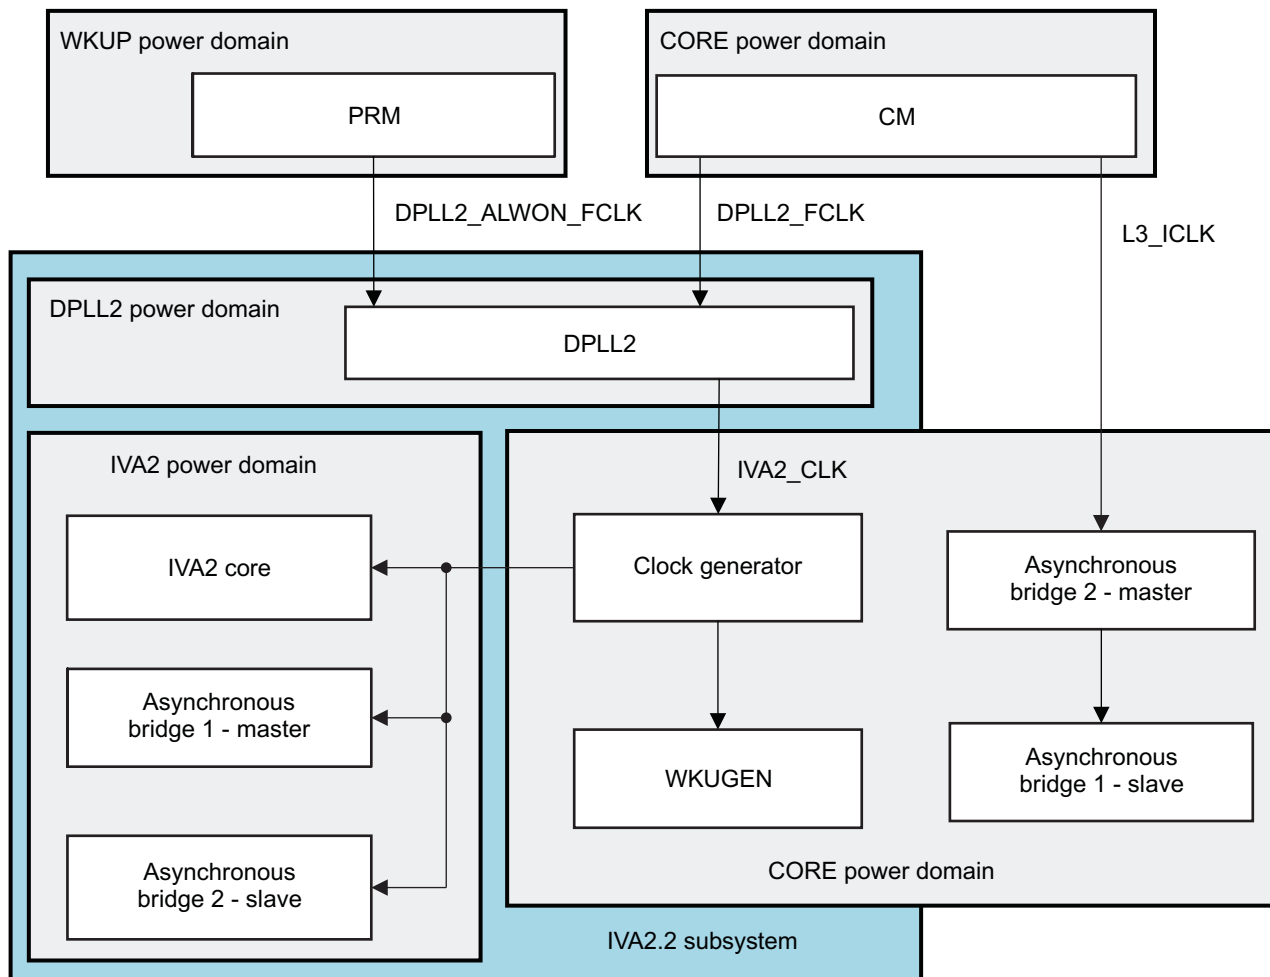 WKUP power domain
CORE power domain
PRM
CM
DPLL2_ALWON_FCLK
DPLL2_FCLK
L3_ICLK
DPLL2 power domain
DPLL2
IVA2 power domain
IVA2_CLK
IVA2 core
Clock generator
Asynchronous
bridge 2 - master
Asynchronous
bridge 1 - master
WKUGEN
Asynchronous
bridge 1 - slave
Asynchronous
bridge 2 - slave
CORE power domain
IVA2.2 subsystem